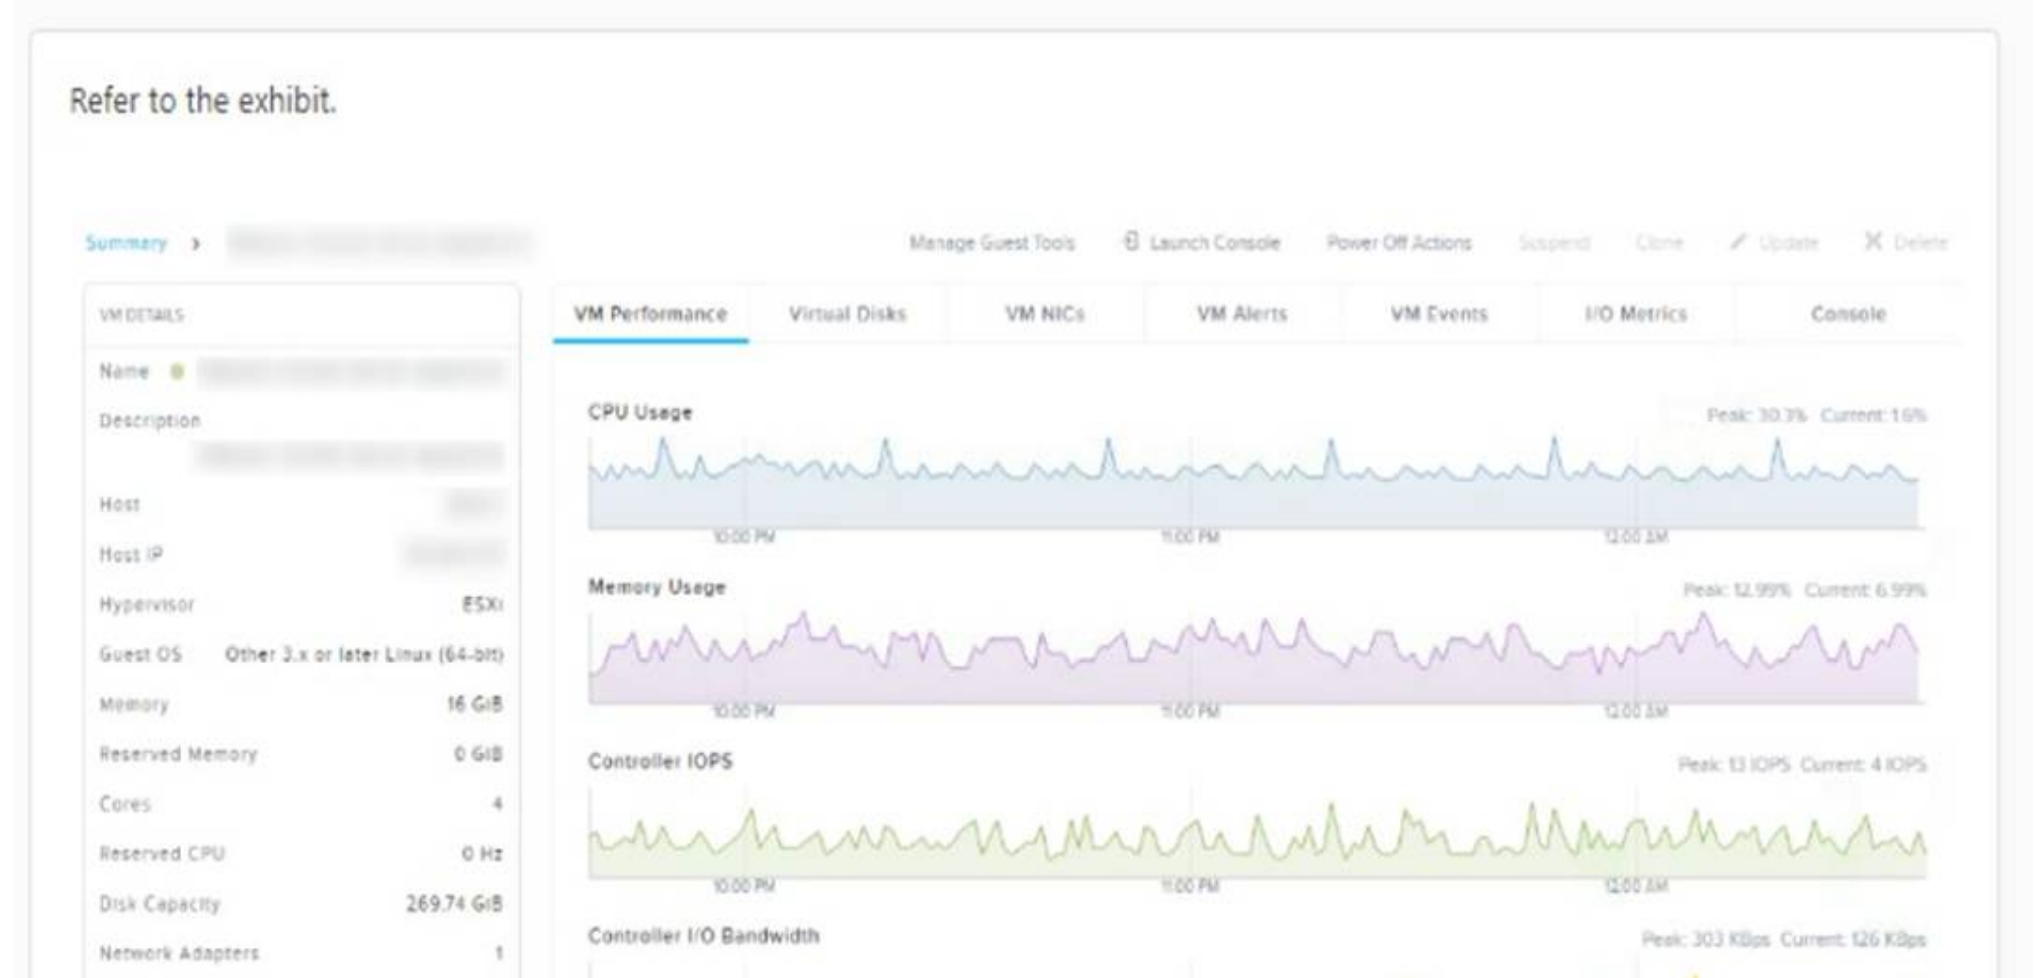 Refer to the exhibit.
Summary >
Manage Guest Tools
Launch Console
Power Off Actions
Suspend
Clone
Update
Delete
VM DETAILS
Name
Description
Host
Host IP
Hypervisor ESXi
Guest OS Other 3.x or later Linux (64-bit)
Memory 16 GiB
Reserved Memory 0 GiB
Cores 4
Reserved CPU 0 Hz
Disk Capacity 269.74 GiB
Network Adapters 1
VM Performance
Virtual Disks
VM NICs
VM Alerts
VM Events
I/O Metrics
Console
CPU Usage
Peak: 30.3% Current: 16%
10:00 PM
11:00 PM
12:00 AM
Memory Usage
Peak: 12.99% Current: 6.99%
10:00 PM
11:00 PM
12:00 AM
Controller IOPS
Peak: 13 IOPS Current: 4 IOPS
10:00 PM
11:00 PM
12:00 AM
Controller I/O Bandwidth
Peak: 303 KBps Current: 126 KBps